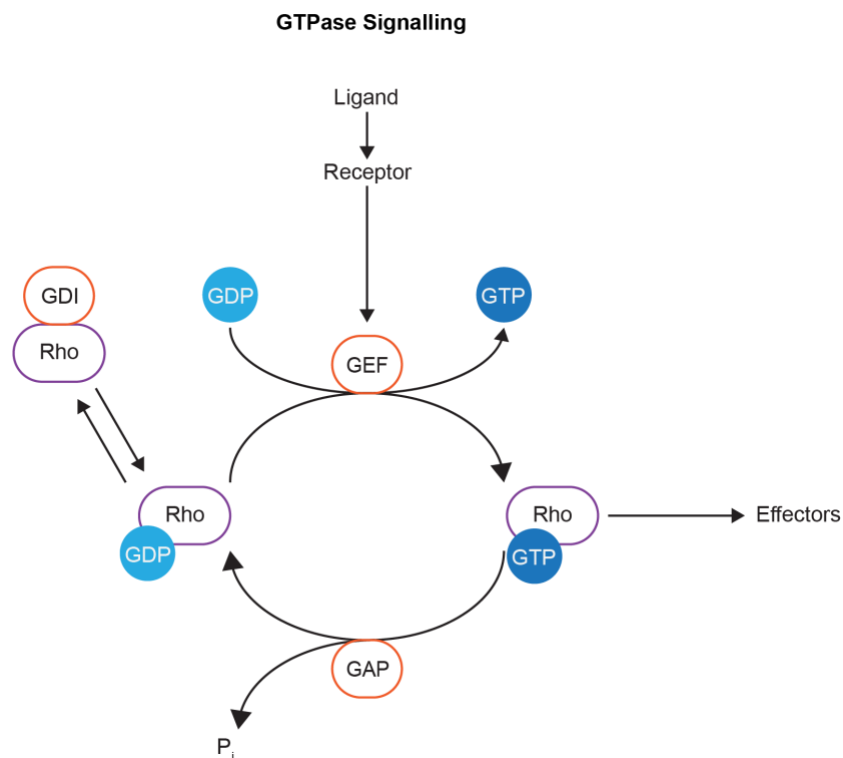 GTPase Signalling
Ligand
Receptor
GDI
Rho
GDP
GEF
GTP
Rho
GDP
Rho
GTP
Effectors
GAP
Pi